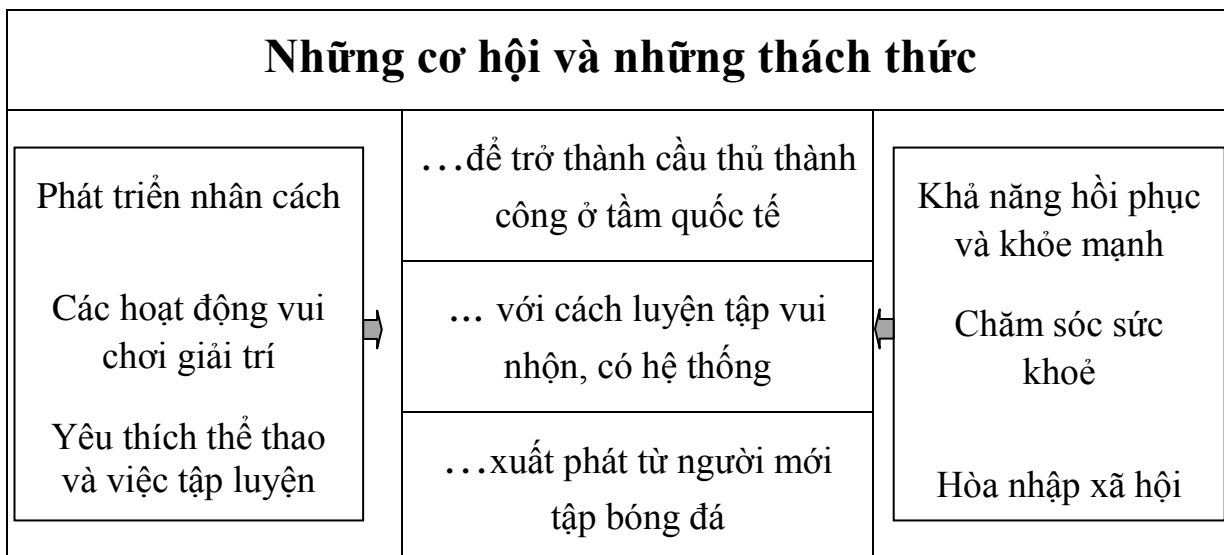 Những cơ hội và những thách thức
Phát triển nhân cách
Các hoạt động vui
chơi giải trí
Yêu thích thể thao
và việc tập luyện
…để trở thành cầu thủ thành
công ở tầm quốc tế
... với cách luyện tập vui
nhộn, có hệ thống
…xuất phát từ người mới
tập bóng đá
Khả năng hồi phục
và khỏe mạnh
Chăm sóc sức
khoẻ
Hòa nhập xã hội